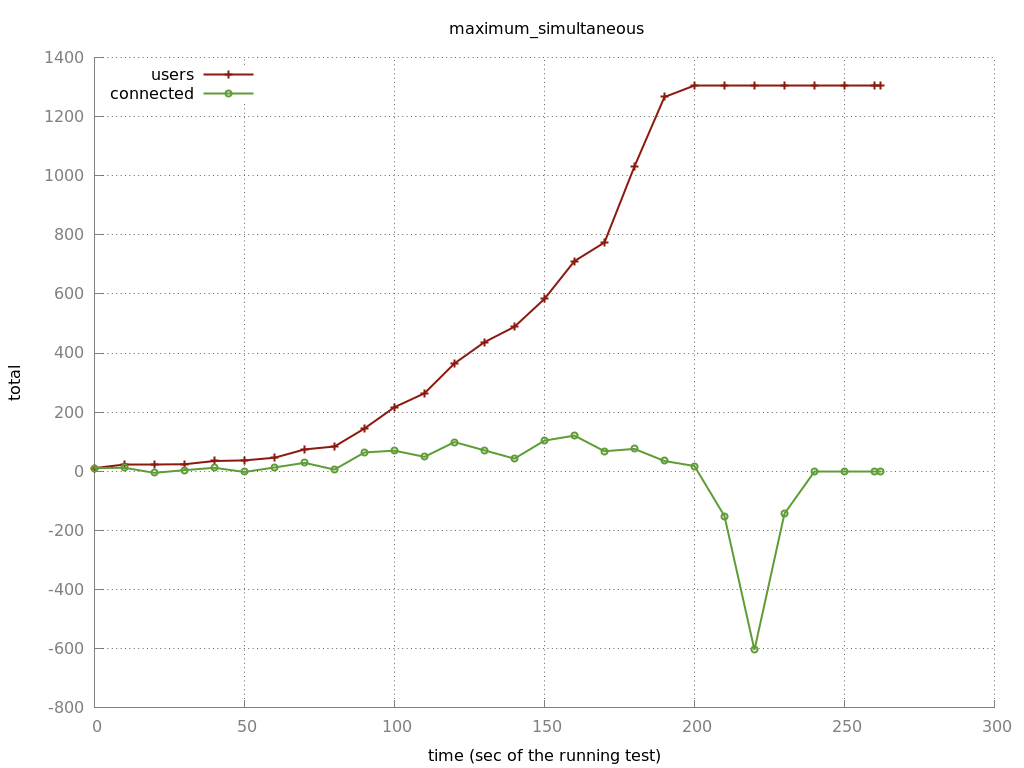 maximum_simultaneous
users
connected
1400
1200
1000
800
600
400
200
0
-200
-400
-600
-800
total
0 50 100 150 200 250 300
time (sec of the running test)